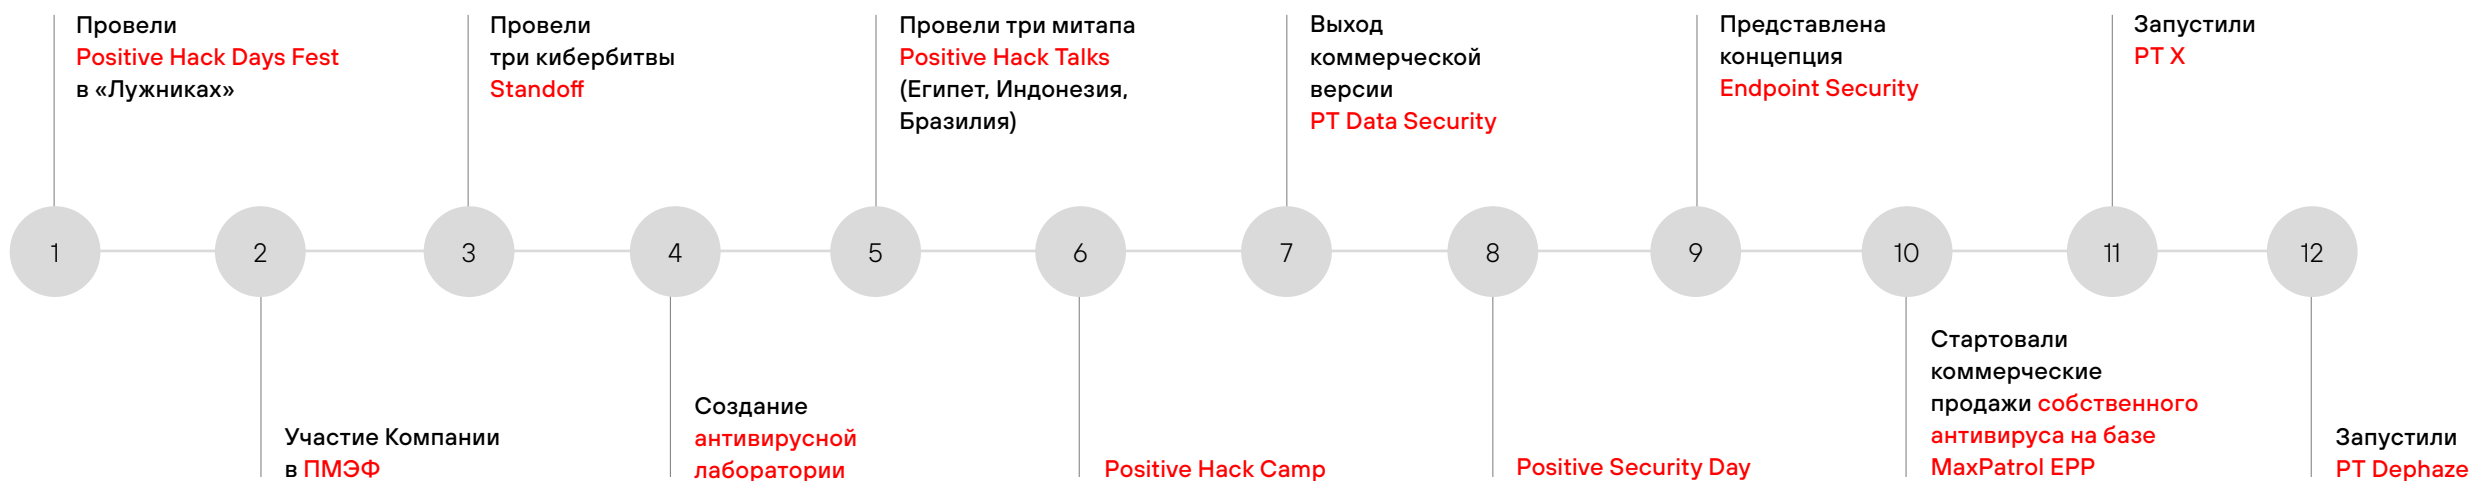 Провели
Positive Hack Days Fest
в «Лужниках»
Провели
три кибербитвы
Standoff
Провели три митапа
Positive Hack Talks
(Египет, Индонезия,
Бразилия)
Выход
коммерческой
версии
PT Data Security
Представлена
концепция
Endpoint Security
Запустили
PT X
1
2
3
4
5
6
7
8
9
10
11
12
Участие Компании
в ПМЭФ
Создание
антивирусной
лаборатории
Positive Hack Camp
Positive Security Day
Стартовали
коммерческие
продажи собственного
антивируса на базе
MaxPatrol EPP
Запустили
PT Dephaze